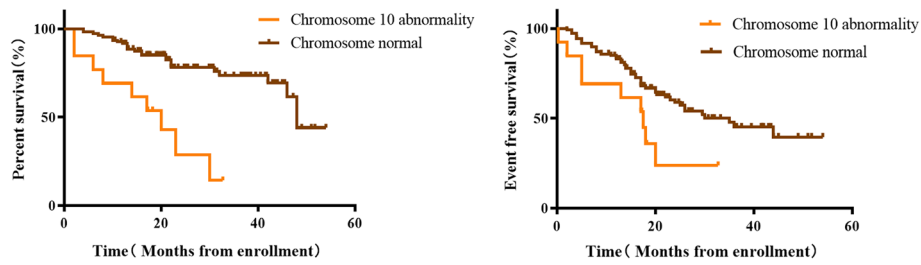 Chromosome 10 abnormality
Chromosome normal
Percent survival(%)
100
50
0
0 20 40 60
Time( Months from enrollment)
Chromosome 10 abnormality
Chromosome normal
Event free survival(%)
100
50
0
0 20 40 60
Time( Months from enrollment)